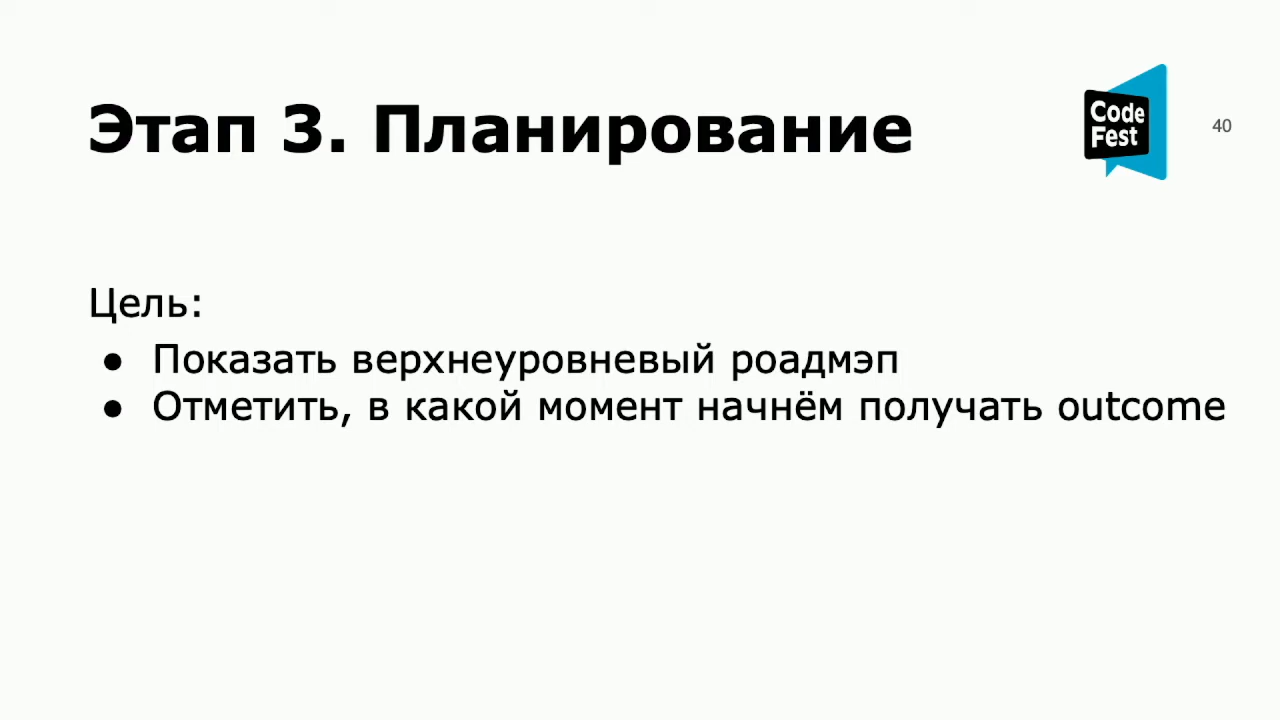 Этап 3. Планирование
Code
Fest
40
Цель:
● Показать верхнеуровневый роадмэп
● Отметить, в какой момент начнём получать outcome